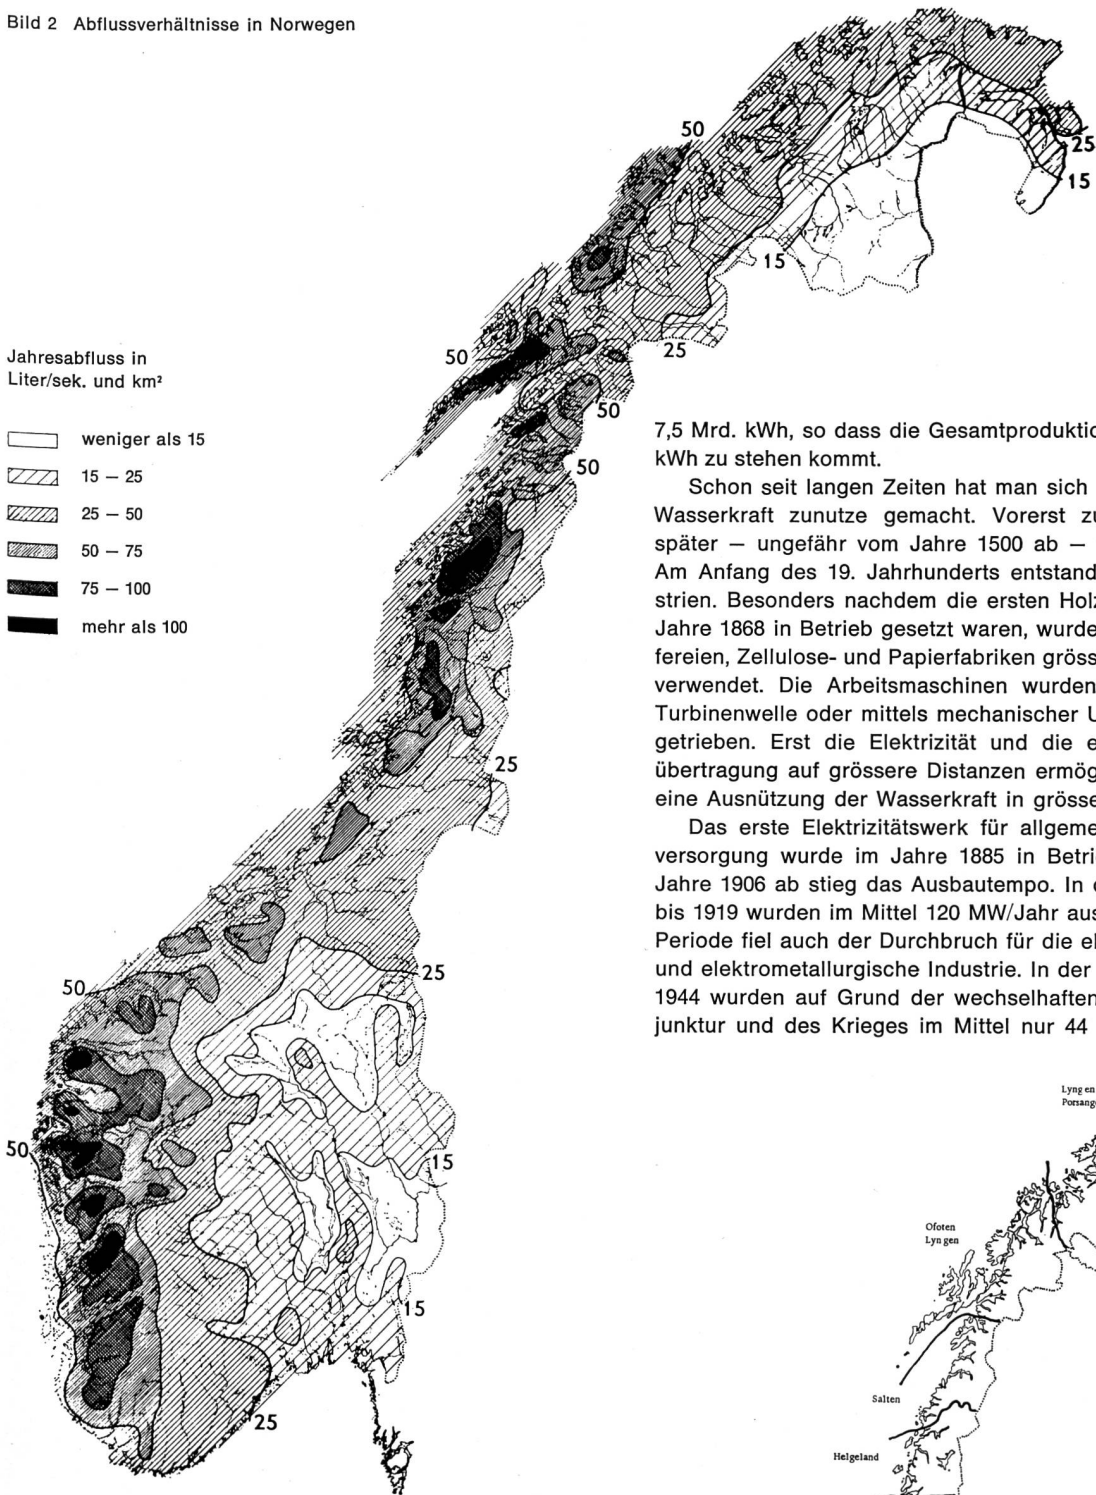 Bild 2 Abflussverhältnisse in Norwegen
50
25
15
15
50
25
50
50
25
25
50
50
15
15
25
Jahresabfluss in
Liter/sek. und km²
weniger als 15
15 — 25
25 — 50
50 — 75
75 — 100
mehr als 100
7,5 Mrd. kWh, so dass die Gesamtproduktio
kWh zu stehen kommt.
Schon seit langen Zeiten hat man sich
Wasserkraft zunutze gemacht. Vorerst zu
später — ungefähr vom Jahre 1500 ab —
Am Anfang des 19. Jahrhunderts entstand
strien. Besonders nachdem die ersten Holz
Jahre 1868 in Betrieb gesetzt waren, wurde
fereien, Zellulose- und Papierfabriken gröss
verwendet. Die Arbeitsmaschinen wurden
Turbinenwelle oder mittels mechanischer U
getrieben. Erst die Elektrizität und die e
übertragung auf grössere Distanzen ermög
eine Ausnützung der Wasserkraft in grösse
Das erste Elektrizitätswerk für allgeme
versorgung wurde im Jahre 1885 in Betrie
Jahre 1906 ab stieg das Ausbautempo. In d
bis 1919 wurden im Mittel 120 MW/Jahr aus
Periode fiel auch der Durchbruch für die el
und elektrometallurgische Industrie. In der
1944 wurden auf Grund der wechselhaften
junktur und des Krieges im Mittel nur 44
Lyng en
Porsang
Ofoten
Lyn gen
Salten
Helgeland